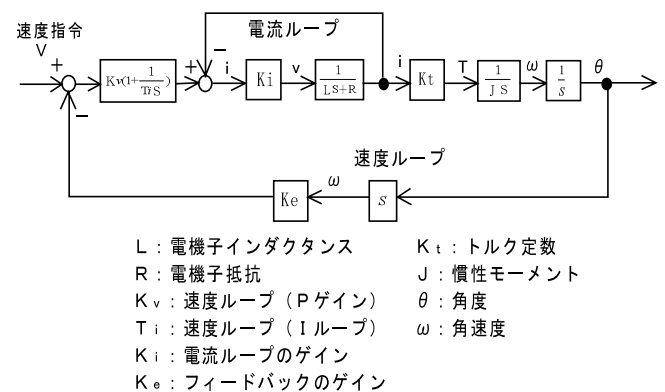 速度指令
V
電流ループ
+
−
+
−
Kv(1+1/TiS)
i
Ki
v
1/LS+R
i
Kt
T
1/JS
ω
1/s
θ
速度ループ
Ke
ω
s
L：電機子インダクタンス
R：電機子抵抗
Kv：速度ループ（Pゲイン）
Ti：速度ループ（Iループ）
Ki：電流ループのゲイン
Ke：フィードバックのゲイン
Kt：トルク定数
J：慣性モーメント
θ：角度
ω：角速度